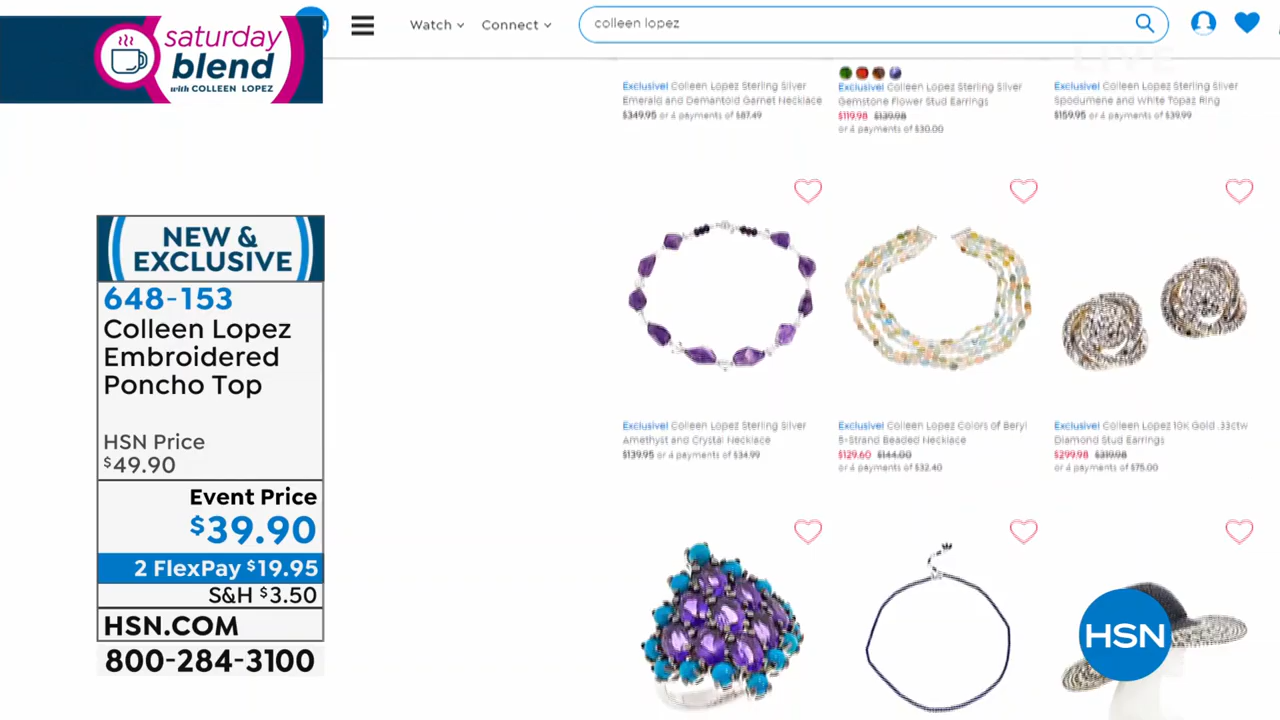 saturday
blend
with COLLEEN LOPEZ
Watch
Connect
colleen lopez
LIVE
Exclusive! Colleen Lopez Sterling Silver
Emerald and Demantoid Garnet Necklace
$349.95 or 4 payments of $87.49
Exclusive! Colleen Lopez Sterling Silver
Gemstone Flower Stud Earrings
$119.98 $139.98
or 4 payments of $30.00
Exclusive! Colleen Lopez Sterling Silver
Spodumene and White Topaz Ring
$159.95 or 4 payments of $39.99
NEW &
EXCLUSIVE
648-153
Colleen Lopez
Embroidered
Poncho Top
HSN Price
$49.90
Event Price
$39.90
2 FlexPay $19.95
S&H $3.50
HSN.COM
800-284-3100
Exclusive! Colleen Lopez Sterling Silver
Amethyst and Crystal Necklace
$139.95 or 4 payments of $34.99
Exclusive! Colleen Lopez Colors of Beryl
5-Strand Beaded Necklace
$129.60 $144.00
or 4 payments of $32.40
Exclusive! Colleen Lopez 10K Gold .33ctw
Diamond Stud Earrings
$299.98 $319.98
or 4 payments of $75.00
HSN